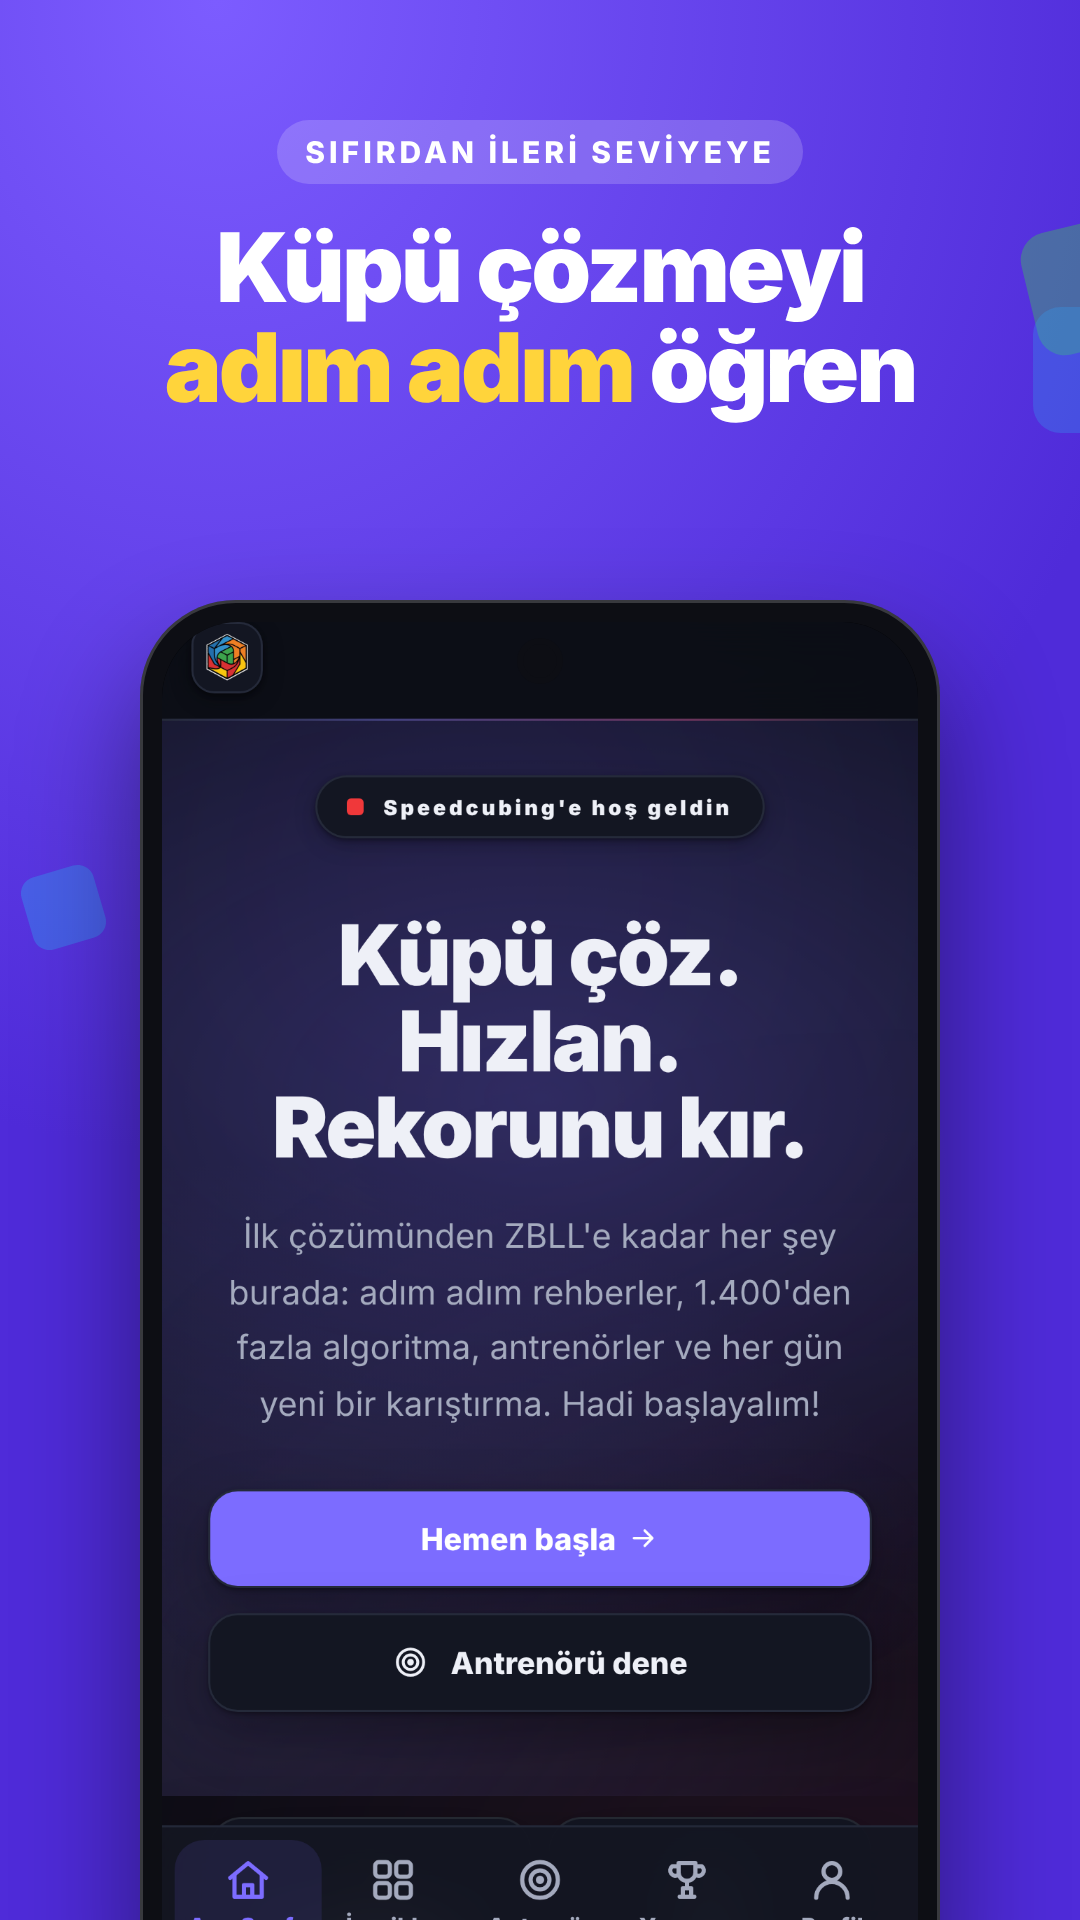 SIFIRDAN İLERİ SEVİYEYE
Küpü çözmeyi
adım adım öğren
Speedcubing'e hoş geldin
Küpü çöz.
Hızlan.
Rekorunu kır.
İlk çözümünden ZBLL'e kadar her şey
burada: adım adım rehberler, 1.400'den
fazla algoritma, antrenörler ve her gün
yeni bir karıştırma. Hadi başlayalım!
Hemen başla →
Antrenörü dene